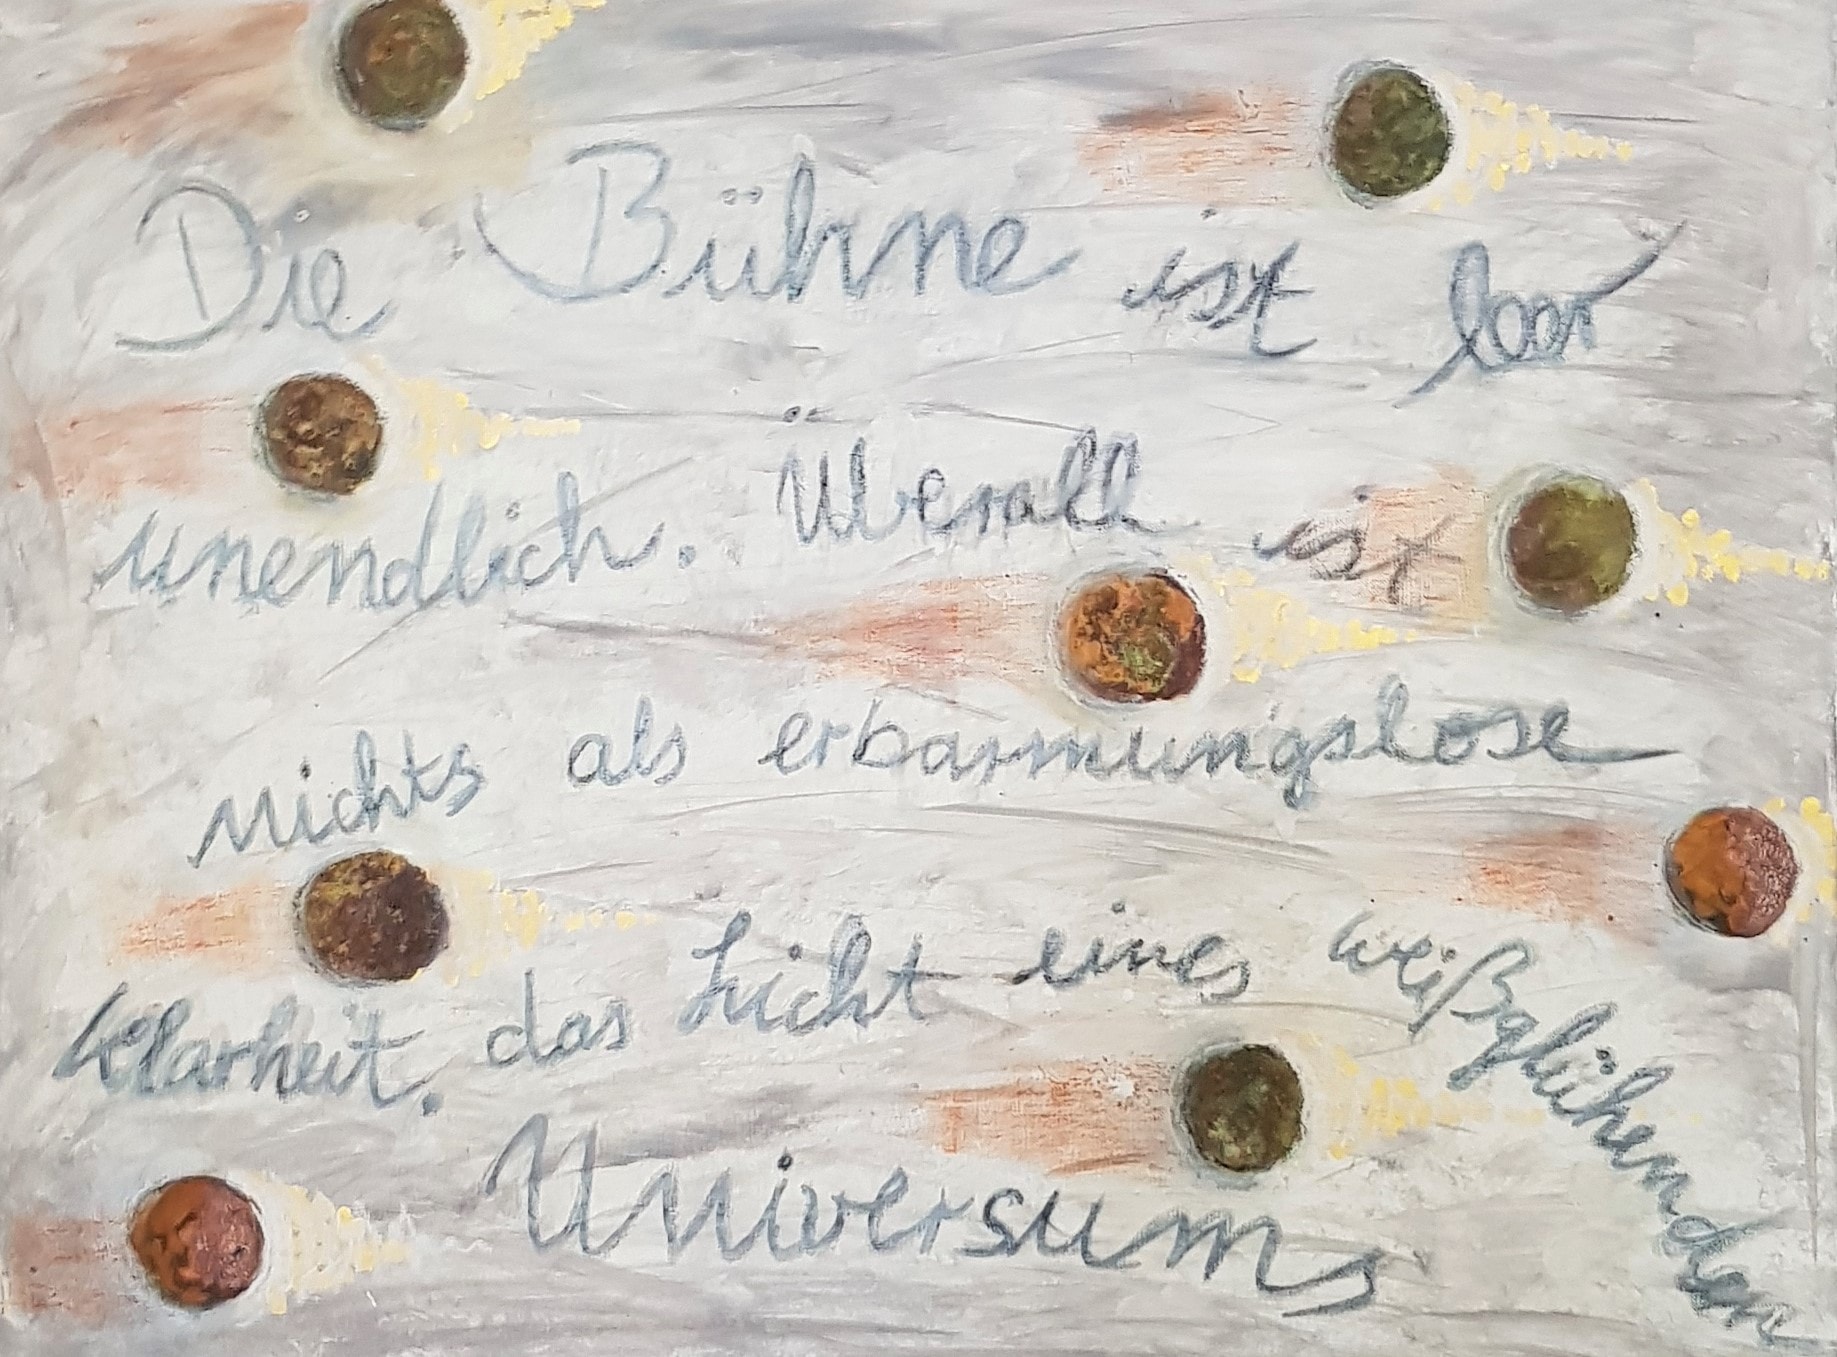 Die Bühne ist leer
unendlich. Überall ist
nichts als erbarmungslose
Klarheit. das Licht eines weißglühenden
Universums